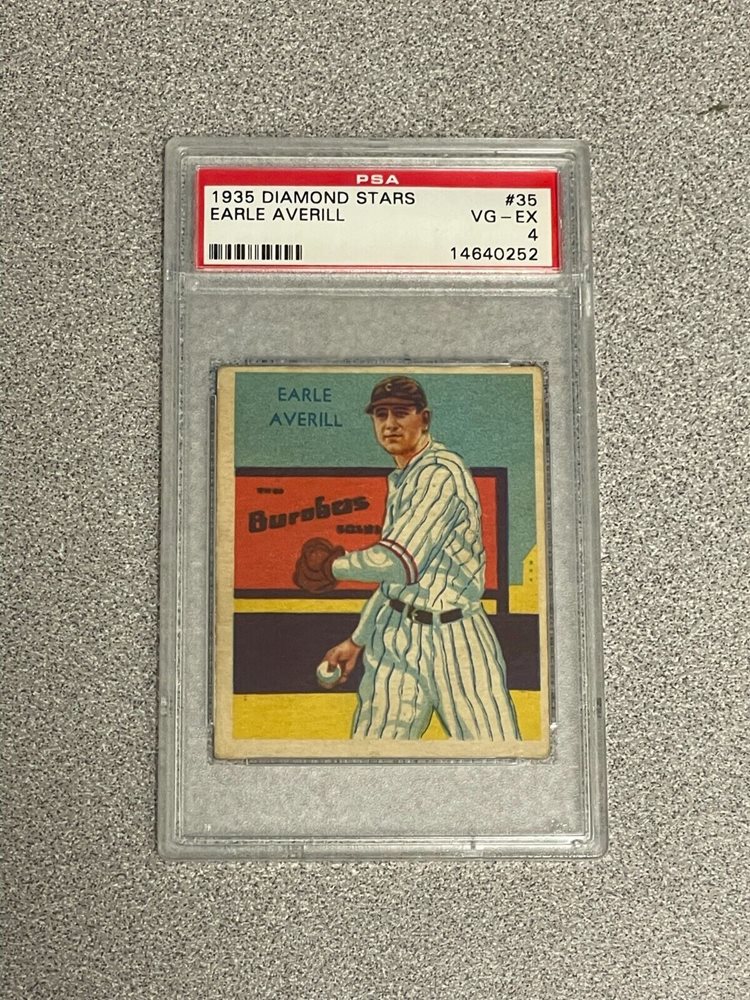 PSA
1935 DIAMOND STARS #35
EARLE AVERILL VG-EX
4
14640252
EARLE
AVERILL
C